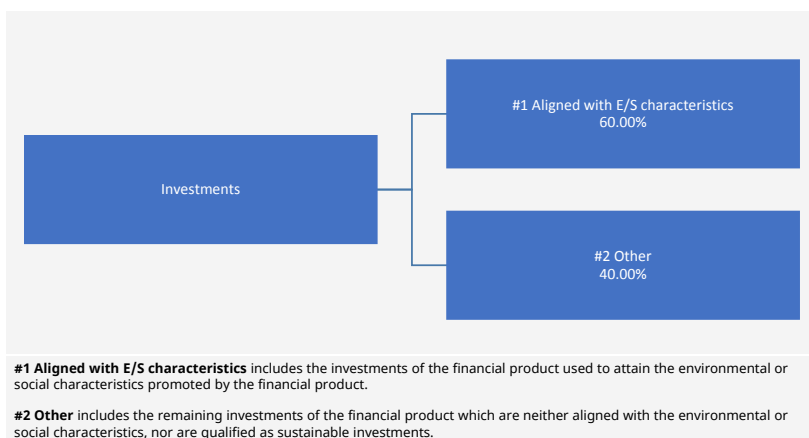 #1 Aligned with E/S characteristics
60.00%
Investments
#2 Other
40.00%
#1 Aligned with E/S characteristics includes the investments of the financial product used to attain the environmental or
social characteristics promoted by the financial product.
#2 Other includes the remaining investments of the financial product which are neither aligned with the environmental or
social characteristics, nor are qualified as sustainable investments.